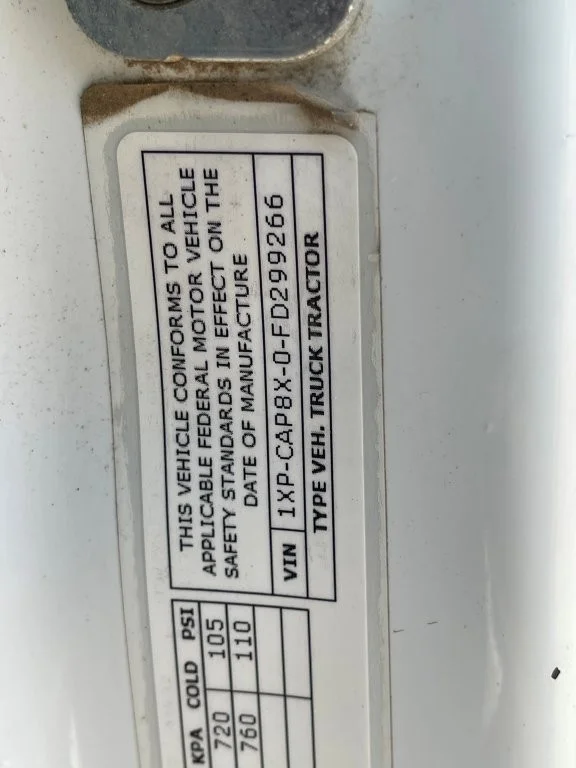 THIS VEHICLE CONFORMS TO ALL
APPLICABLE FEDERAL MOTOR VEHICLE
SAFETY STANDARDS IN EFFECT ON THE
DATE OF MANUFACTURE
VIN 1XP-CAP8X-0-FD299266
TYPE VEH. TRUCK TRACTOR
KPA COLD PSI
720 105
760 110